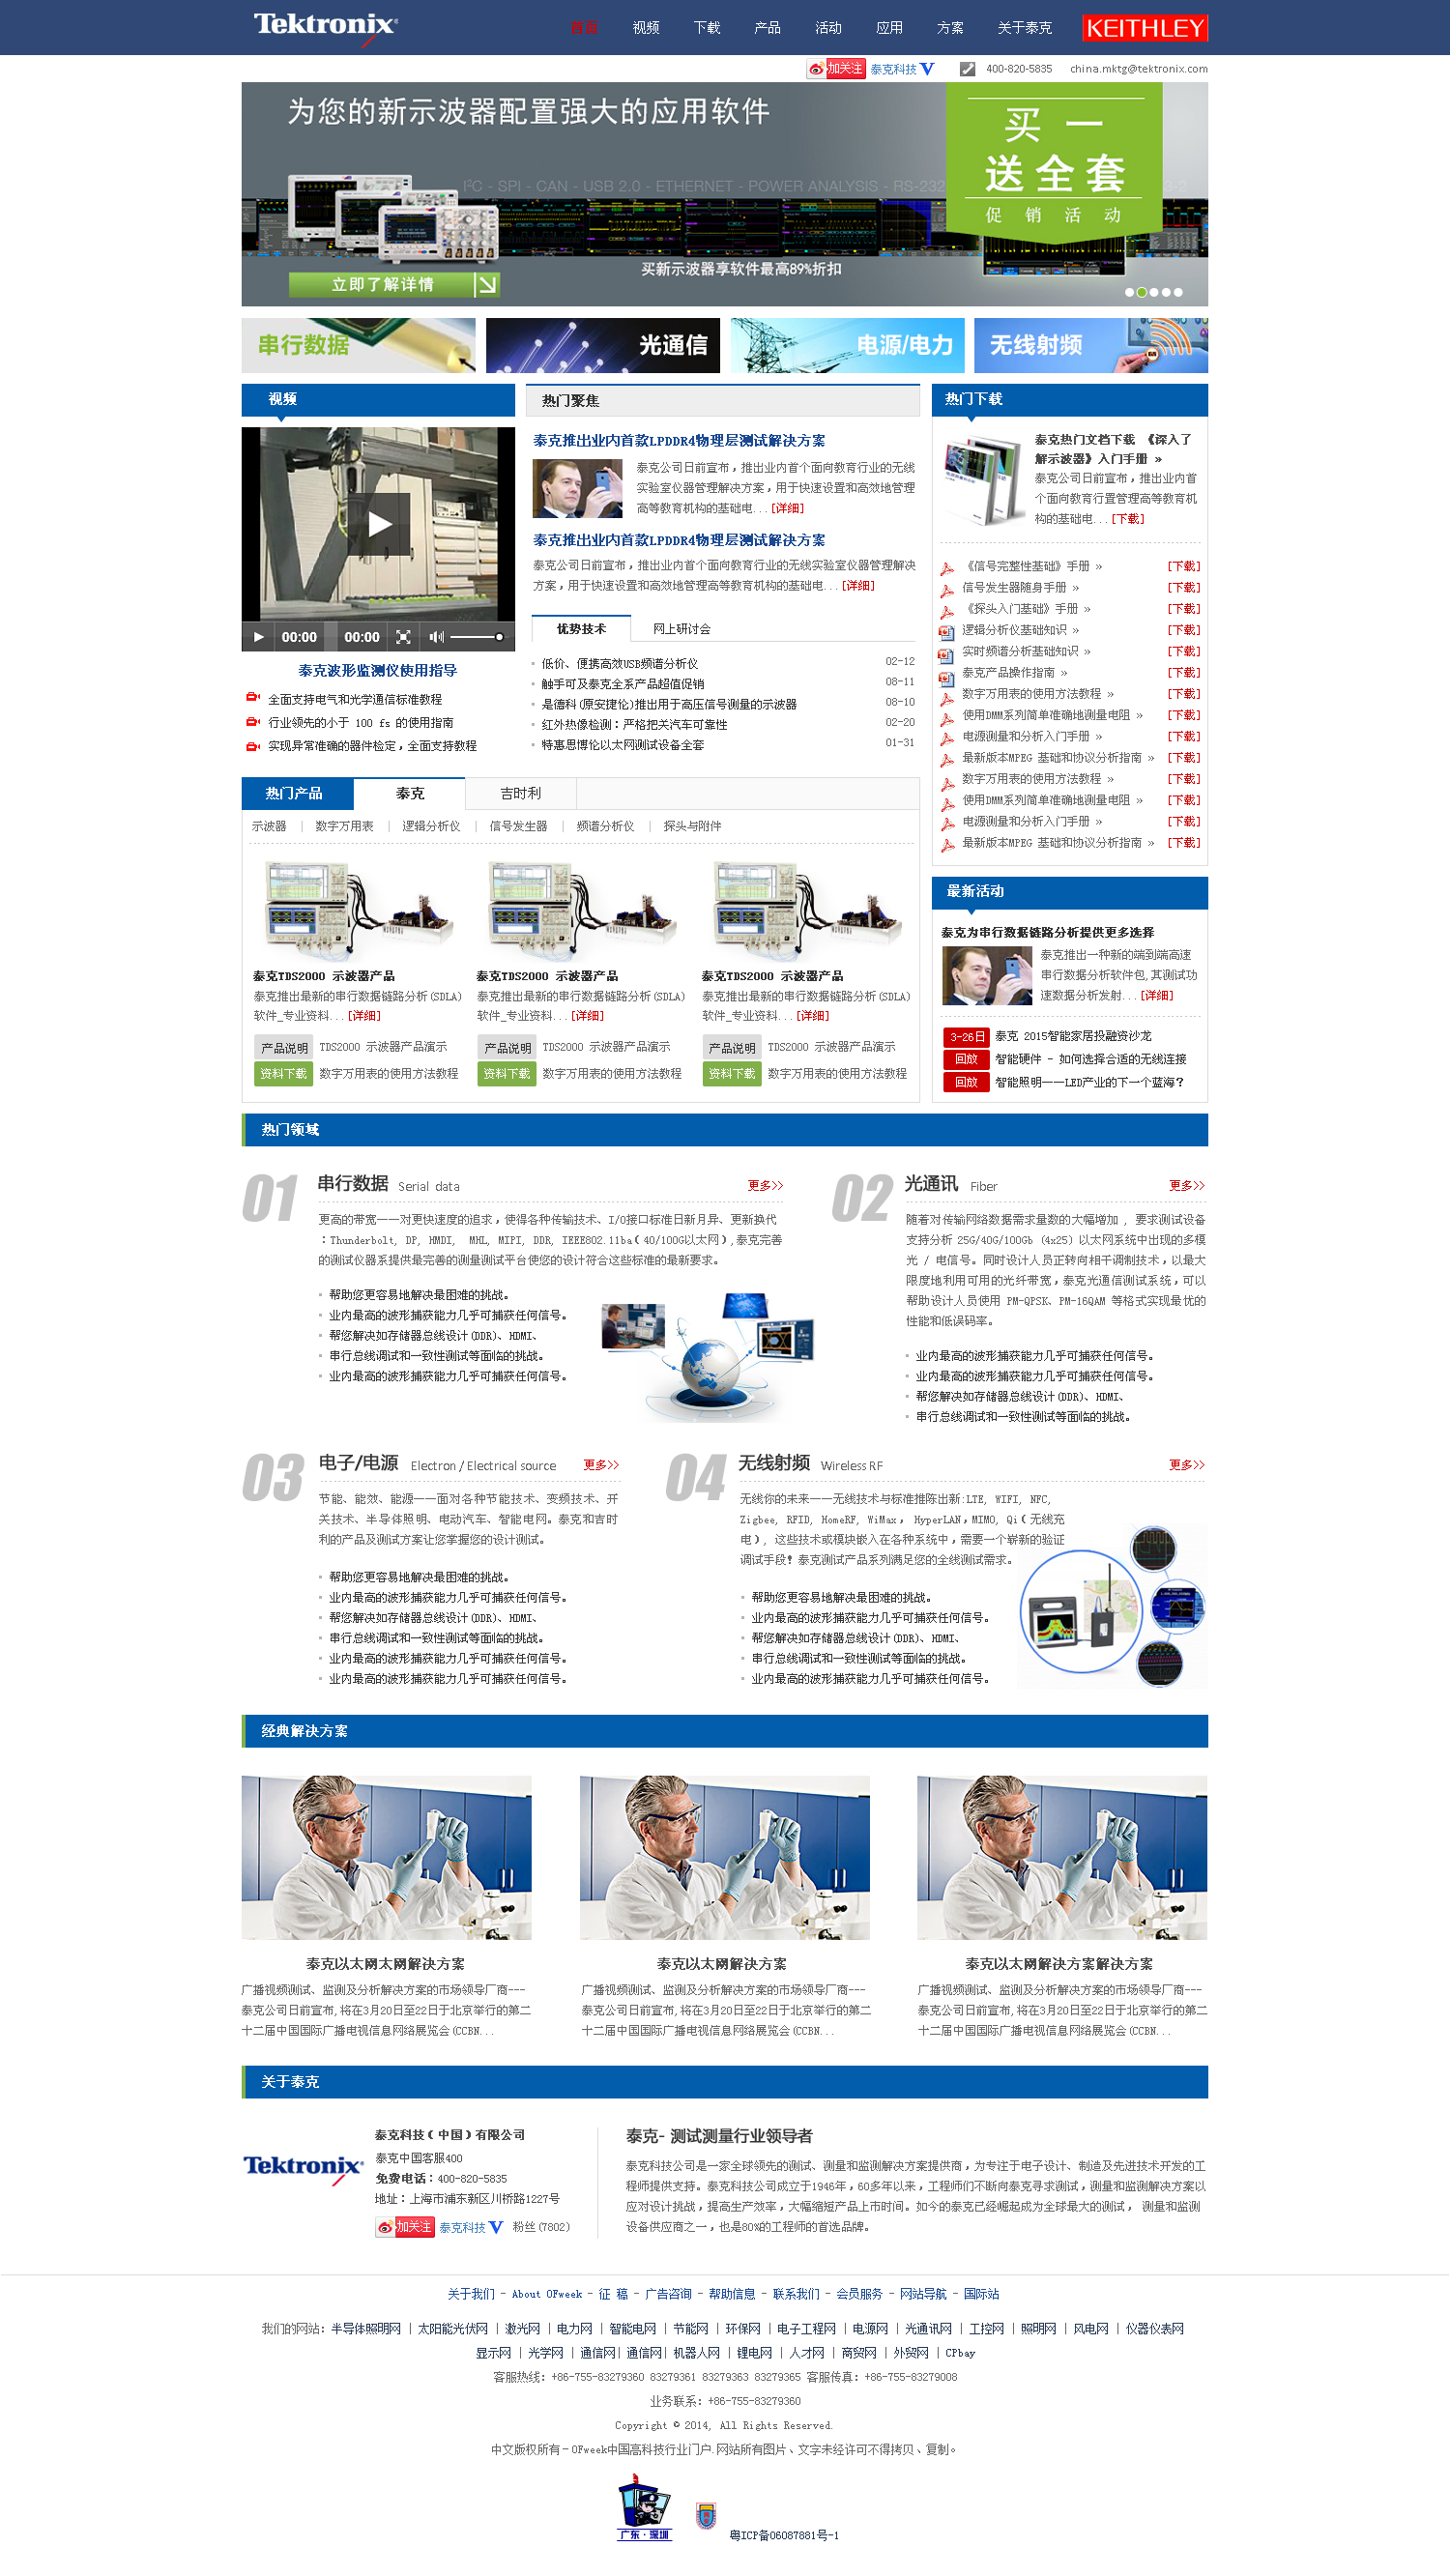 Tektronix
首页 视频 下载 产品 活动 应用 方案 关于泰克
KEITHLEY
加关注 泰克科技 V 400-820-5835 china.mktg@tektronix.com
为您的新示波器配置强大的应用软件
买一
送全套
促销活动
I²C - SPI - CAN - USB 2.0 - ETHERNET - POWER ANALYSIS - RS-232
买新示波器享软件最高89%折扣
立即了解详情
串行数据 光通信 电源/电力 无线射频
视频
00:00 00:00
泰克波形监测仪使用指导
全面支持电气和光学通信标准教程
行业领先的小于 100 fs 的使用指南
实现异常准确的器件检定，全面支持教程
热门聚焦
泰克推出业内首款LPDDR4物理层测试解决方案
泰克公司日前宣布，推出业内首个面向教育行业的无线
实验室仪器管理解决方案，用于快速设置和高效地管理
高等教育机构的基础电...[详细]
泰克推出业内首款LPDDR4物理层测试解决方案
泰克公司日前宣布，推出业内首个面向教育行业的无线实验室仪器管理解决
方案，用于快速设置和高效地管理高等教育机构的基础电...[详细]
优势技术 网上研讨会
低价、便携高效USB频谱分析仪 02-12
触手可及泰克全系产品超值促销 08-11
是德科(原安捷伦)推出用于高压信号测量的示波器 08-10
红外热像检测：严格把关汽车可靠性 02-20
特惠思博伦以太网测试设备全套 01-31
热门下载
泰克热门文档下载 《深入了
解示波器》入门手册 »
泰克公司日前宣布，推出业内首
个面向教育行置管理高等教育机
构的基础电...[下载]
《信号完整性基础》手册 » [下载]
信号发生器随身手册 » [下载]
《探头入门基础》手册 » [下载]
逻辑分析仪基础知识 » [下载]
实时频谱分析基础知识 » [下载]
泰克产品操作指南 » [下载]
数字万用表的使用方法教程 » [下载]
使用DMM系列简单准确地测量电阻 » [下载]
电源测量和分析入门手册 » [下载]
最新版本MPEG 基础和协议分析指南 » [下载]
数字万用表的使用方法教程 » [下载]
使用DMM系列简单准确地测量电阻 » [下载]
电源测量和分析入门手册 » [下载]
最新版本MPEG 基础和协议分析指南 » [下载]
热门产品 泰克 吉时利
示波器 | 数字万用表 | 逻辑分析仪 | 信号发生器 | 频谱分析仪 | 探头与附件
泰克TDS2000 示波器产品 泰克TDS2000 示波器产品 泰克TDS2000 示波器产品
泰克推出最新的串行数据链路分析(SDLA) 泰克推出最新的串行数据链路分析(SDLA) 泰克推出最新的串行数据链路分析(SDLA)
软件_专业资料...[详细] 软件_专业资料...[详细] 软件_专业资料...[详细]
产品说明 TDS2000 示波器产品演示 产品说明 TDS2000 示波器产品演示 产品说明 TDS2000 示波器产品演示
资料下载 数字万用表的使用方法教程 资料下载 数字万用表的使用方法教程 资料下载 数字万用表的使用方法教程
最新活动
泰克为串行数据链路分析提供更多选择
泰克推出一种新的端到端高速
串行数据分析软件包,其测试功
速数据分析发射...[详细]
3-26日 泰克 2015智能家居投融资沙龙
回放 智能硬件 - 如何选择合适的无线连接
回放 智能照明——LED产业的下一个蓝海?
热门领域
01 串行数据 Serial data 更多>>
更高的带宽——对更快速度的追求，使得各种传输技术、I/O接口标准日新月异、更新换代
：Thunderbolt, DP, HMDI, MHL, MIPI, DDR, IEEE802.11ba(40/100G以太网),泰克完善
的测试仪器系提供最完善的测量测试平台使您的设计符合这些标准的最新要求。
帮助您更容易地解决最困难的挑战。
业内最高的波形捕获能力几乎可捕获任何信号。
帮您解决如存储器总线设计(DDR)、HDMI、
串行总线调试和一致性测试等面临的挑战。
业内最高的波形捕获能力几乎可捕获任何信号。
02 光通讯 Fiber 更多>>
随着对传输网络数据需求量数的大幅增加 , 要求测试设备
支持分析 25G/40G/100Gb (4x25) 以太网系统中出现的多模
光 / 电信号。同时设计人员正转向相干调制技术，以最大
限度地利用可用的光纤带宽，泰克光通信测试系统，可以
帮助设计人员使用 PM-QPSK、PM-16QAM 等格式实现最优的
性能和低误码率。
业内最高的波形捕获能力几乎可捕获任何信号。
业内最高的波形捕获能力几乎可捕获任何信号。
帮您解决如存储器总线设计(DDR)、HDMI、
串行总线调试和一致性测试等面临的挑战。
03 电子/电源 Electron / Electrical source 更多>>
节能、能效、能源——面对各种节能技术、变频技术、开
关技术、半导体照明、电动汽车、智能电网。泰克和吉时
利的产品及测试方案让您掌握您的设计测试。
帮助您更容易地解决最困难的挑战。
业内最高的波形捕获能力几乎可捕获任何信号。
帮您解决如存储器总线设计(DDR)、HDMI、
串行总线调试和一致性测试等面临的挑战。
业内最高的波形捕获能力几乎可捕获任何信号。
业内最高的波形捕获能力几乎可捕获任何信号。
04 无线射频 Wireless RF 更多>>
无线你的未来——无线技术与标准推陈出新:LTE, WIFI, NFC,
Zigbee, RFID, HomeRF, WiMax， HyperLAN，MIMO, Qi(无线充
电), 这些技术或模块嵌入在各种系统中，需要一个崭新的验证
调试手段! 泰克测试产品系列满足您的全线测试需求。
帮助您更容易地解决最困难的挑战。
业内最高的波形捕获能力几乎可捕获任何信号。
帮您解决如存储器总线设计(DDR)、HDMI、
串行总线调试和一致性测试等面临的挑战。
业内最高的波形捕获能力几乎可捕获任何信号。
经典解决方案
泰克以太网太网解决方案 泰克以太网解决方案 泰克以太网解决方案解决方案
广播视频测试、监测及分析解决方案的市场领导厂商--- 广播视频测试、监测及分析解决方案的市场领导厂商--- 广播视频测试、监测及分析解决方案的市场领导厂商---
泰克公司日前宣布,将在3月20日至22日于北京举行的第二 泰克公司日前宣布,将在3月20日至22日于北京举行的第二 泰克公司日前宣布,将在3月20日至22日于北京举行的第二
十二届中国国际广播电视信息网络展览会(CCBN... 十二届中国国际广播电视信息网络展览会(CCBN... 十二届中国国际广播电视信息网络展览会(CCBN...
关于泰克
Tektronix
泰克科技(中国)有限公司
泰克中国客服400
免费电话：400-820-5835
地址：上海市浦东新区川桥路1227号
加关注 泰克科技 V 粉丝(7802)
泰克- 测试测量行业领导者
泰克科技公司是一家全球领先的测试、测量和监测解决方案提供商，为专注于电子设计、制造及先进技术开发的工
程师提供支持。泰克科技公司成立于1946年，60多年以来，工程师们不断向泰克寻求测试，测量和监测解决方案以
应对设计挑战，提高生产效率，大幅缩短产品上市时间。如今的泰克已经崛起成为全球最大的测试， 测量和监测
设备供应商之一，也是80%的工程师的首选品牌。
关于我们 - About OFweek - 征 稿 - 广告咨询 - 帮助信息 - 联系我们 - 会员服务 - 网站导航 - 国际站
我们的网站: 半导体照明网 | 太阳能光伏网 | 激光网 | 电力网 | 智能电网 | 节能网 | 环保网 | 电子工程网 | 电源网 | 光通讯网 | 工控网 | 照明网 | 风电网 | 仪器仪表网
显示网 | 光学网 | 通信网| 通信网| 机器人网 | 锂电网 | 人才网 | 商贸网 | 外贸网 | CPbay
客服热线: +86-755-83279360 83279361 83279363 83279365 客服传真: +86-755-83279008
业务联系: +86-755-83279360
Copyright © 2014, All Rights Reserved.
中文版权所有-OFweek中国高科技行业门户.网站所有图片、文字未经许可不得拷贝、复制。
广东·深圳
粤ICP备06087881号-1